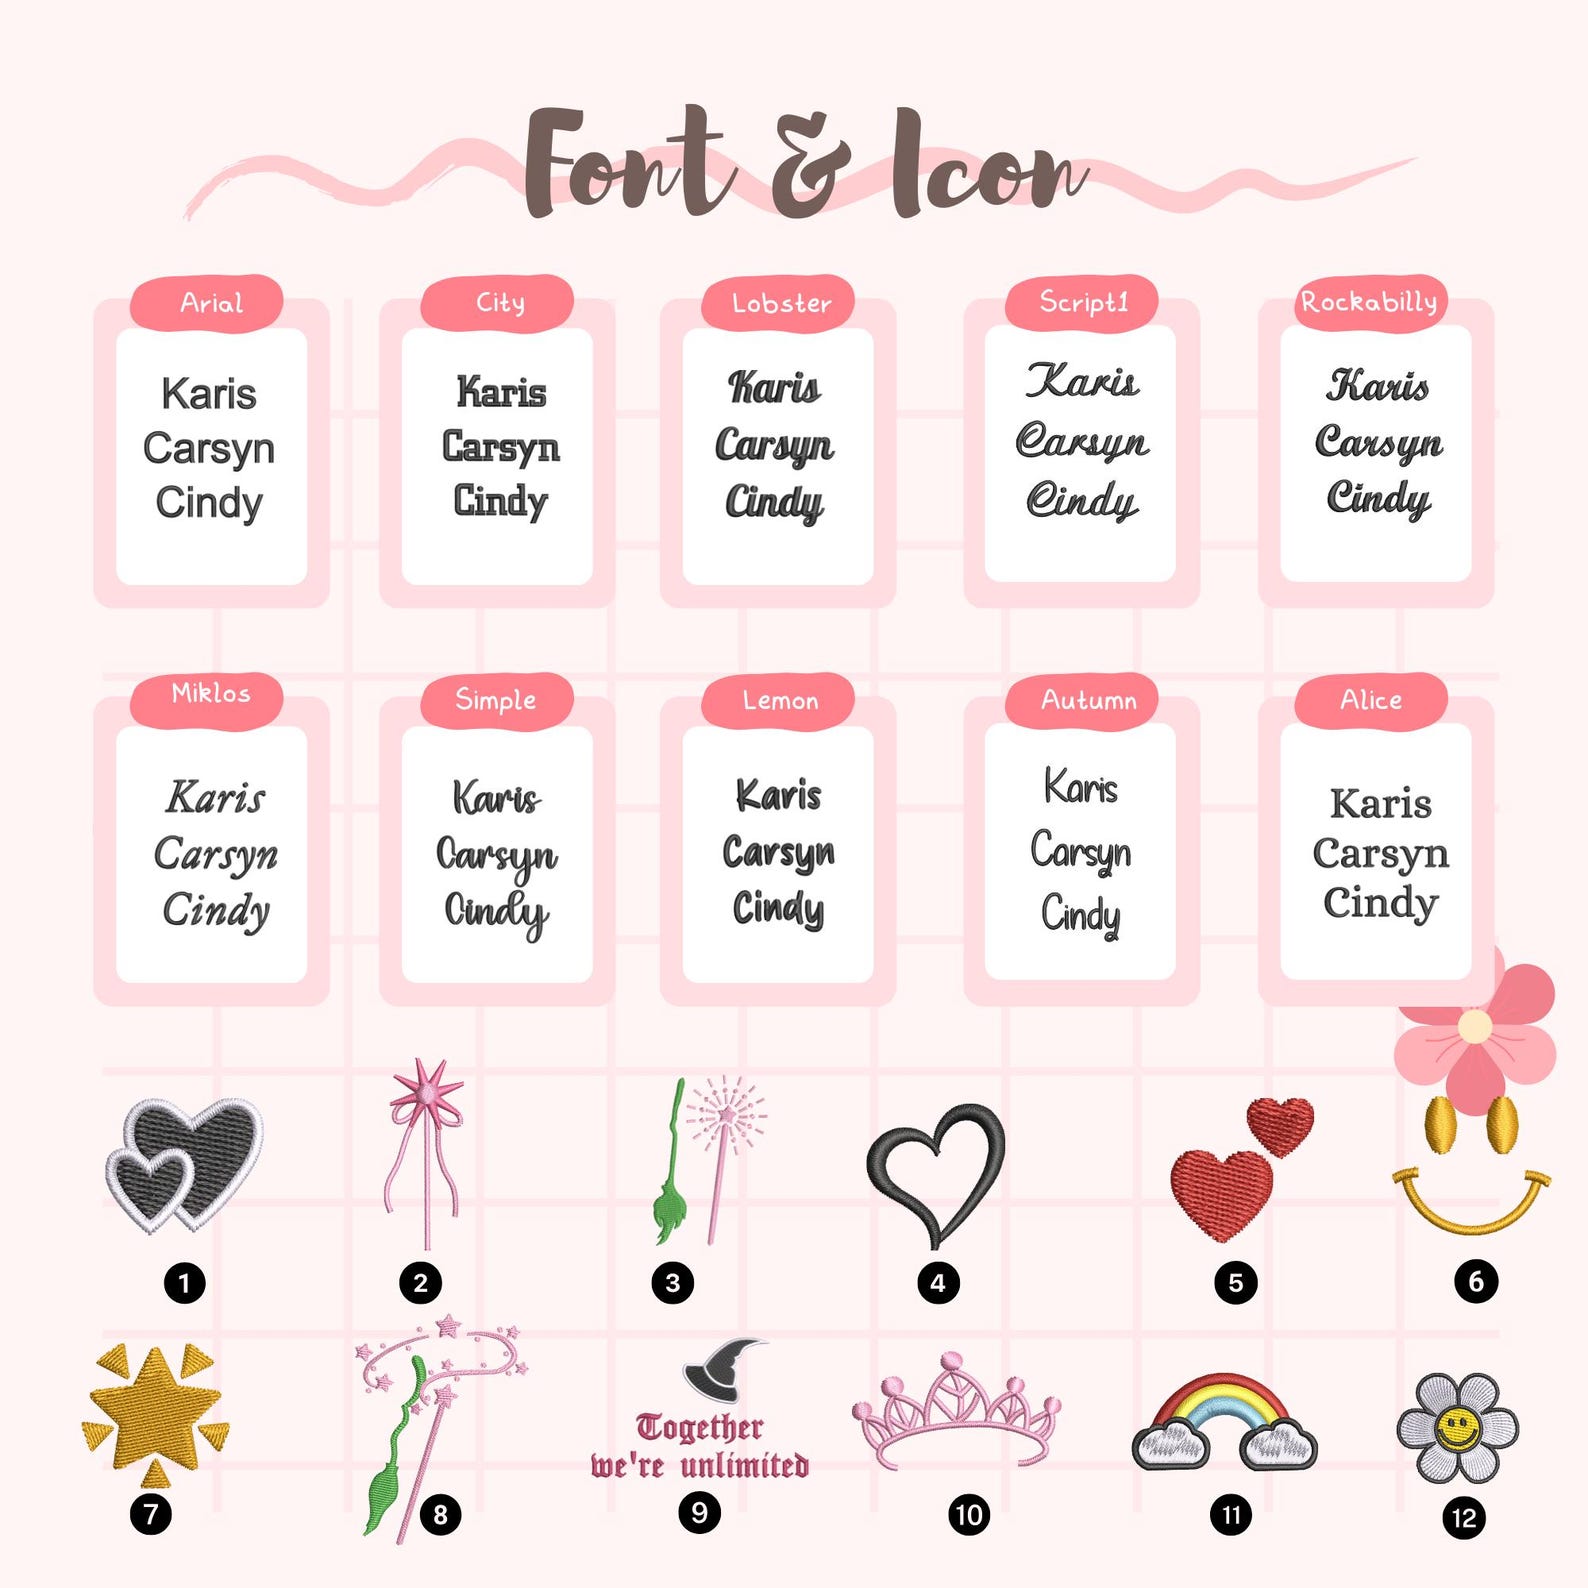 Font & Icon
Arial
Karis
Carsyn
Cindy
City
Karis
Carsyn
Cindy
Lobster
Karis
Carsyn
Cindy
Script1
Karis
Carsyn
Cindy
Rockabilly
Karis
Carsyn
Cindy
Miklos
Karis
Carsyn
Cindy
Simple
Karis
Carsyn
Cindy
Lemon
Karis
Carsyn
Cindy
Autumn
Karis
Carsyn
Cindy
Alice
Karis
Carsyn
Cindy
1
2
3
4
5
6
Together
we're unlimited
7
8
9
10
11
12